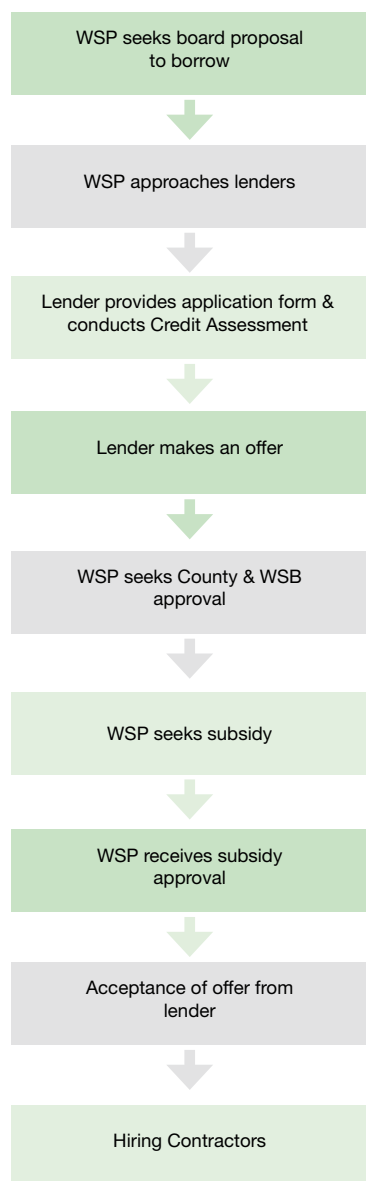 WSP seeks board proposal
to borrow
WSP approaches lenders
Lender provides application form &
conducts Credit Assessment
Lender makes an offer
WSP seeks County & WSB
approval
WSP seeks subsidy
WSP receives subsidy
approval
Acceptance of offer from
lender
Hiring Contractors